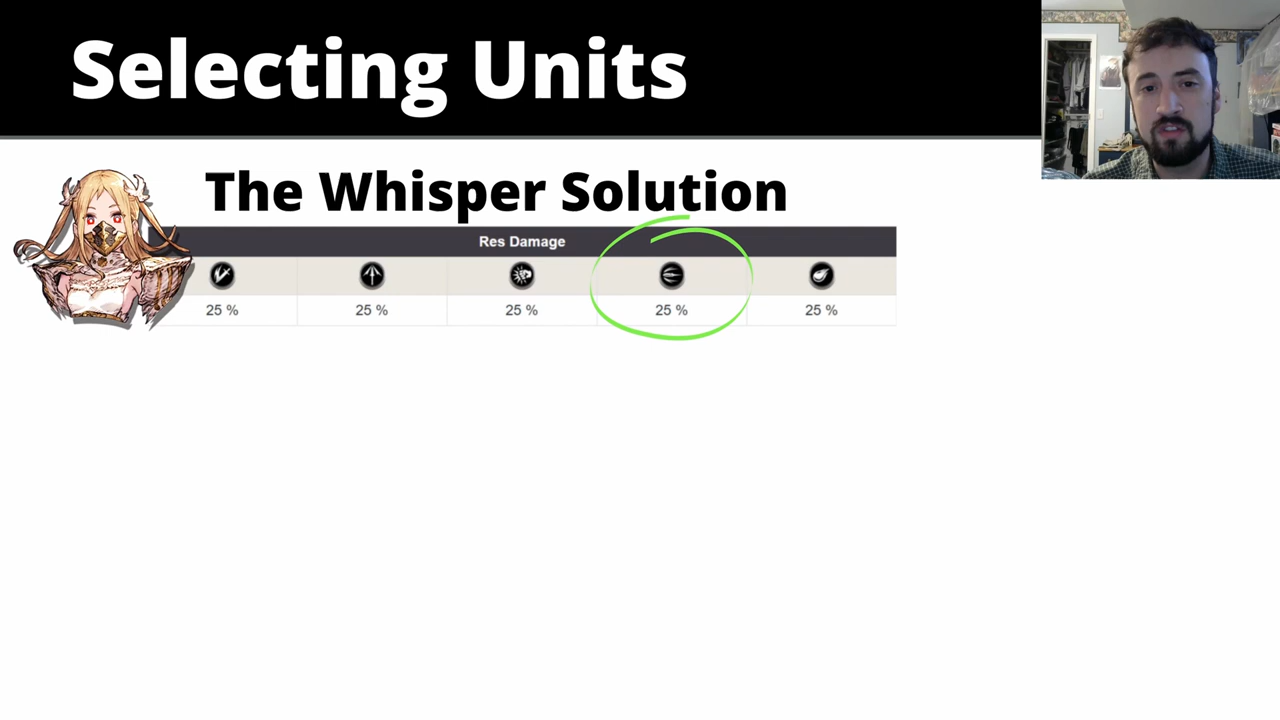 Selecting Units
The Whisper Solution
Res Damage
25 % 25 % 25 % 25 % 25 %